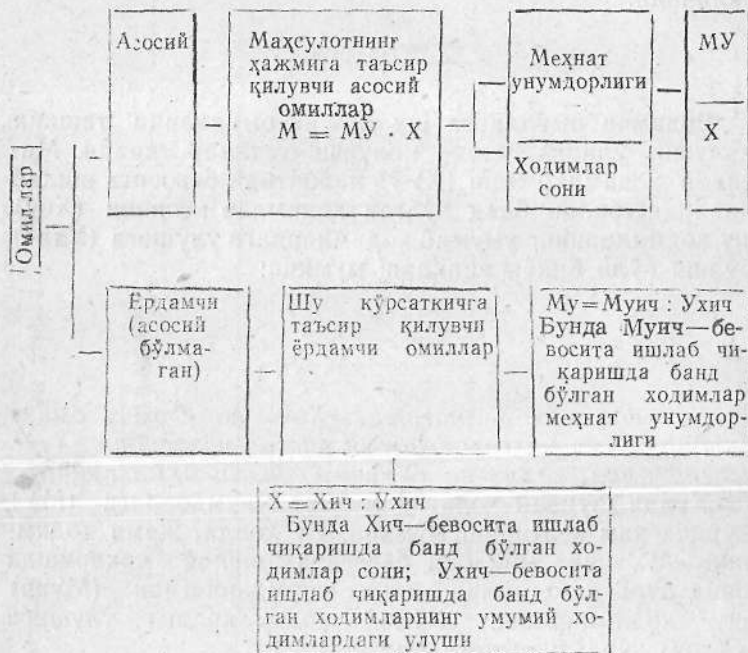 Омиллар
Асосий
Маҳсулотнинг
ҳажмига таъсир
қилувчи асосий
омиллар
М = МУ · Х
Меҳнат
унумдорлиги
Ходимлар
сони
МУ
Х
Ёрдамчи
(асосий
бўлма-
ган)
Шу кўрсаткичга
таъсир қилувчи
ёрдамчи омиллар
Му = Муич : Ухич
Бунда Муич—бе-
восита ишлаб чи-
қаришда банд
бўлган ходимлар
меҳнат унумдор-
лиги
Х = Хич : Ухич
Бунда Хич—бевосита ишлаб
чиқаришда банд бўлган хо-
димлар сони; Ухич—бевосита
ишлаб чиқаришда банд бўл-
ган ходимларнинг умумий хо-
димлардаги улуши